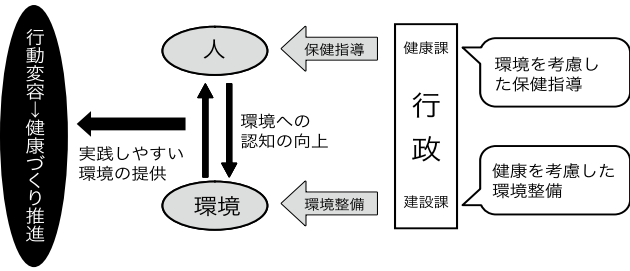 行動変容→健康づくり推進
人
環境
実践しやすい
環境の提供
環境への
認知の向上
保健指導
環境整備
健康課
行政
建設課
環境を考慮し
た保健指導
健康を考慮した
環境整備